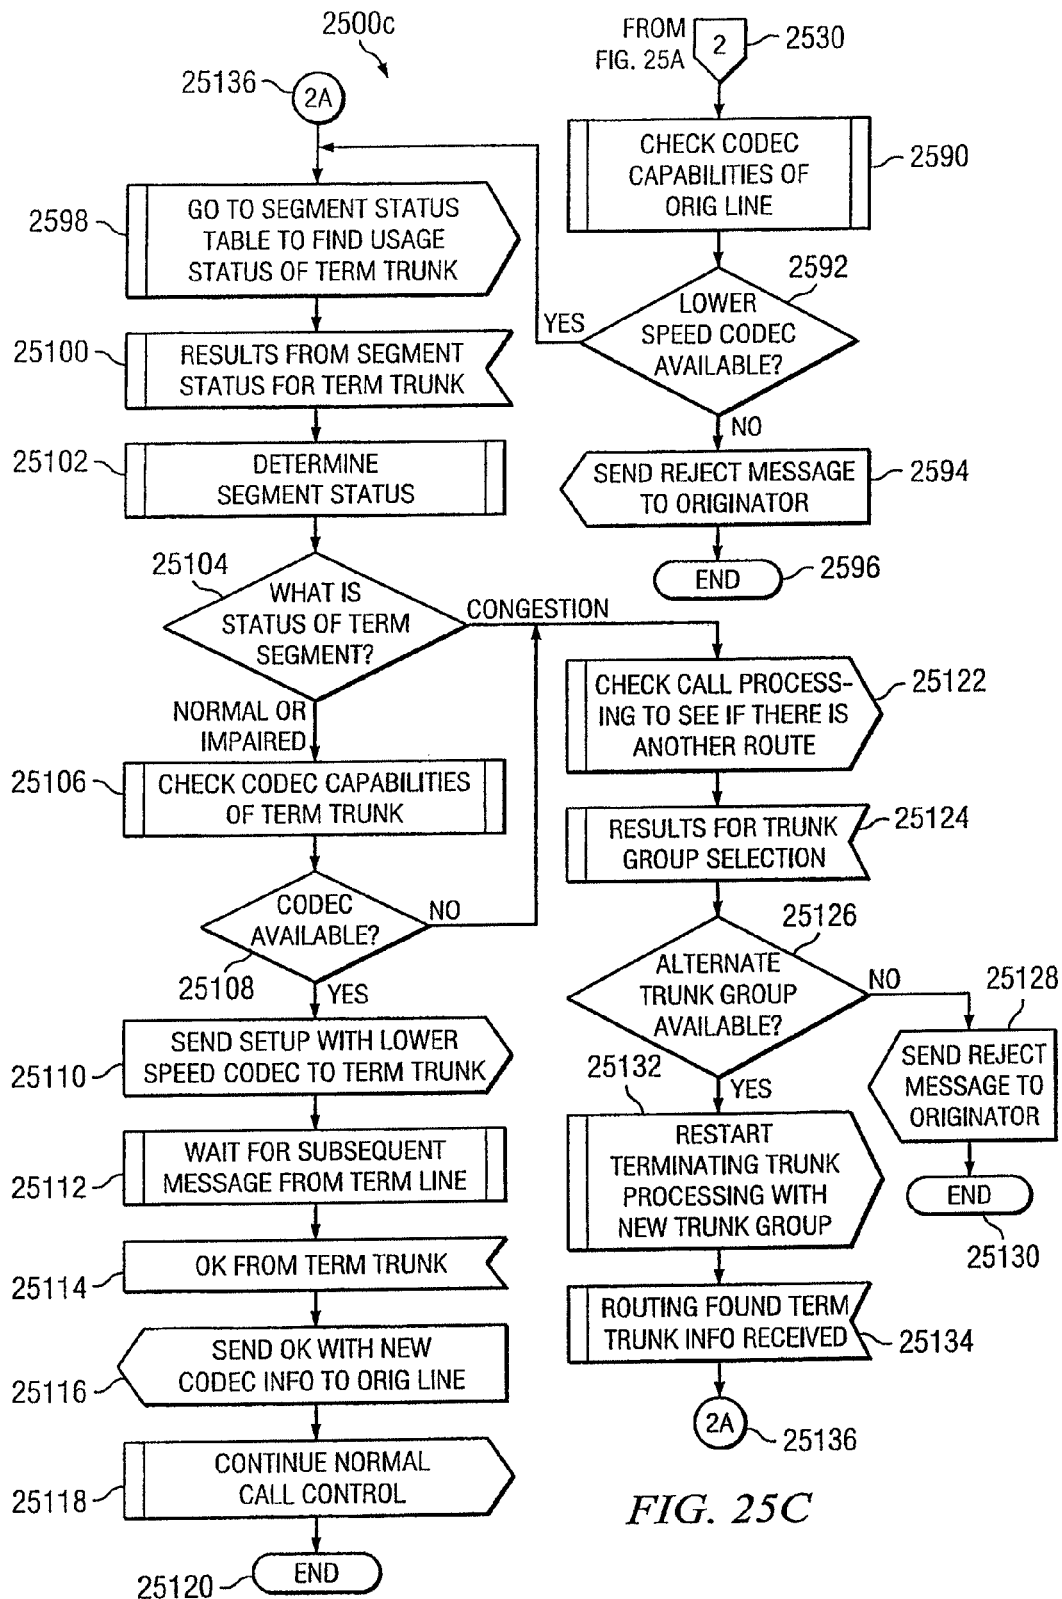 2500c
25136
2A
2598
GO TO SEGMENT STATUS
TABLE TO FIND USAGE
STATUS OF TERM TRUNK
25100
RESULTS FROM SEGMENT
STATUS FOR TERM TRUNK
25102
DETERMINE
SEGMENT STATUS
25104
WHAT IS
STATUS OF TERM
SEGMENT?
CONGESTION
NORMAL OR
IMPAIRED
25106
CHECK CODEC CAPABILITIES
OF TERM TRUNK
CODEC
AVAILABLE?
NO
25108
YES
25110
SEND SETUP WITH LOWER
SPEED CODEC TO TERM TRUNK
25112
WAIT FOR SUBSEQUENT
MESSAGE FROM TERM LINE
25114
OK FROM TERM TRUNK
25116
SEND OK WITH NEW
CODEC INFO TO ORIG LINE
25118
CONTINUE NORMAL
CALL CONTROL
25120
END
FROM
FIG. 25A
2
2530
CHECK CODEC
CAPABILITIES OF
ORIG LINE
2590
2592
LOWER
SPEED CODEC
AVAILABLE?
YES
NO
SEND REJECT MESSAGE
TO ORIGINATOR
2594
END
2596
CHECK CALL PROCESS-
ING TO SEE IF THERE IS
ANOTHER ROUTE
25122
RESULTS FOR TRUNK
GROUP SELECTION
25124
25126
ALTERNATE
TRUNK GROUP
AVAILABLE?
NO
25128
SEND REJECT
MESSAGE TO
ORIGINATOR
END
25130
25132
YES
RESTART
TERMINATING TRUNK
PROCESSING WITH
NEW TRUNK GROUP
ROUTING FOUND TERM
TRUNK INFO RECEIVED
25134
2A
25136
FIG. 25C